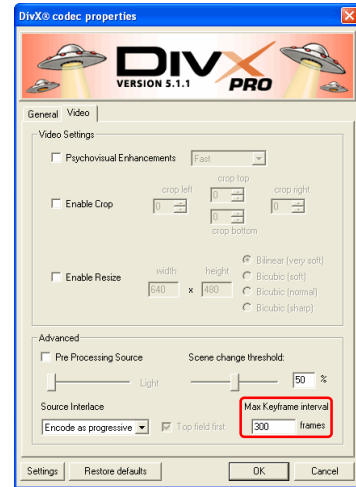 DivX® codec properties
DIVX
VERSION 5.1.1 PRO
General Video
Video Settings
Psychovisual Enhancements Fast
Enable Crop
crop left
0
crop top
0
crop right
0
0
crop bottom
Enable Resize
width
640
x
height
480
Bilinear (very soft)
Bicubic (soft)
Bicubic (normal)
Bicubic (sharp)
Advanced
Pre Processing Source
Light
Scene change threshold:
50 %
Source Interlace
Encode as progressive
Top field first
Max Keyframe interval
300 frames
Settings Restore defaults OK Cancel